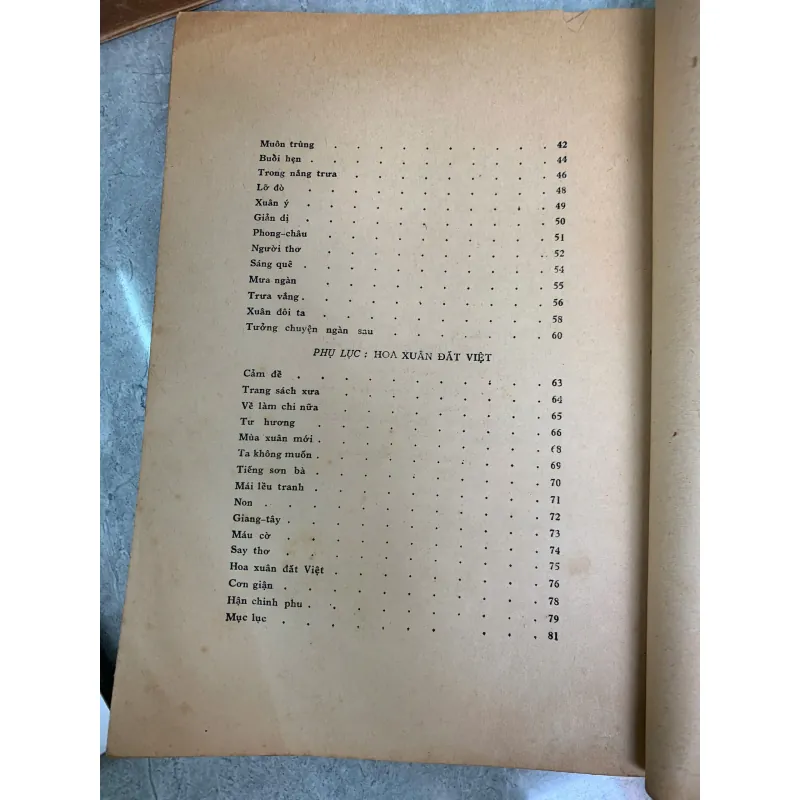 Muôn trùng . . . . . . . . . . 42
Buổi hẹn . . . . . . . . . . . 44
Trong nắng trưa . . . . . . . . . . 46
Lỡ đò . . . . . . . . . . . 48
Xuân ý . . . . . . . . . . . 49
Giản dị . . . . . . . . . . . 50
Phong-châu . . . . . . . . . . 51
Người thơ . . . . . . . . . . 52
Sáng quê . . . . . . . . . . . 54
Mưa ngàn . . . . . . . . . . 55
Trưa vắng . . . . . . . . . . . 56
Xuân đôi ta . . . . . . . . . . 58
Tưởng chuyện ngàn sau . . . . . . . 60
PHỤ LỤC : HOA XUÂN ĐẤT VIỆT
Cảm đề . . . . . . . . . . . 63
Trang sách xưa . . . . . . . . . . 64
Về làm chi nữa . . . . . . . . . . 65
Tư hương . . . . . . . . . . 66
Mùa xuân mới . . . . . . . . . . 68
Ta không muốn . . . . . . . . . . 69
Tiếng sơn bà . . . . . . . . . . 70
Mái lều tranh . . . . . . . . . . 71
Non . . . . . . . . . . . . 72
Giang-tây . . . . . . . . . . . 73
Máu cờ . . . . . . . . . . . 74
Say thơ . . . . . . . . . . . 75
Hoa xuân đất Việt . . . . . . . . . . 75
Cơn giận . . . . . . . . . . . 76
Hận chinh phu . . . . . . . . . . . 78
Mục lục . . . . . . . . . . 81